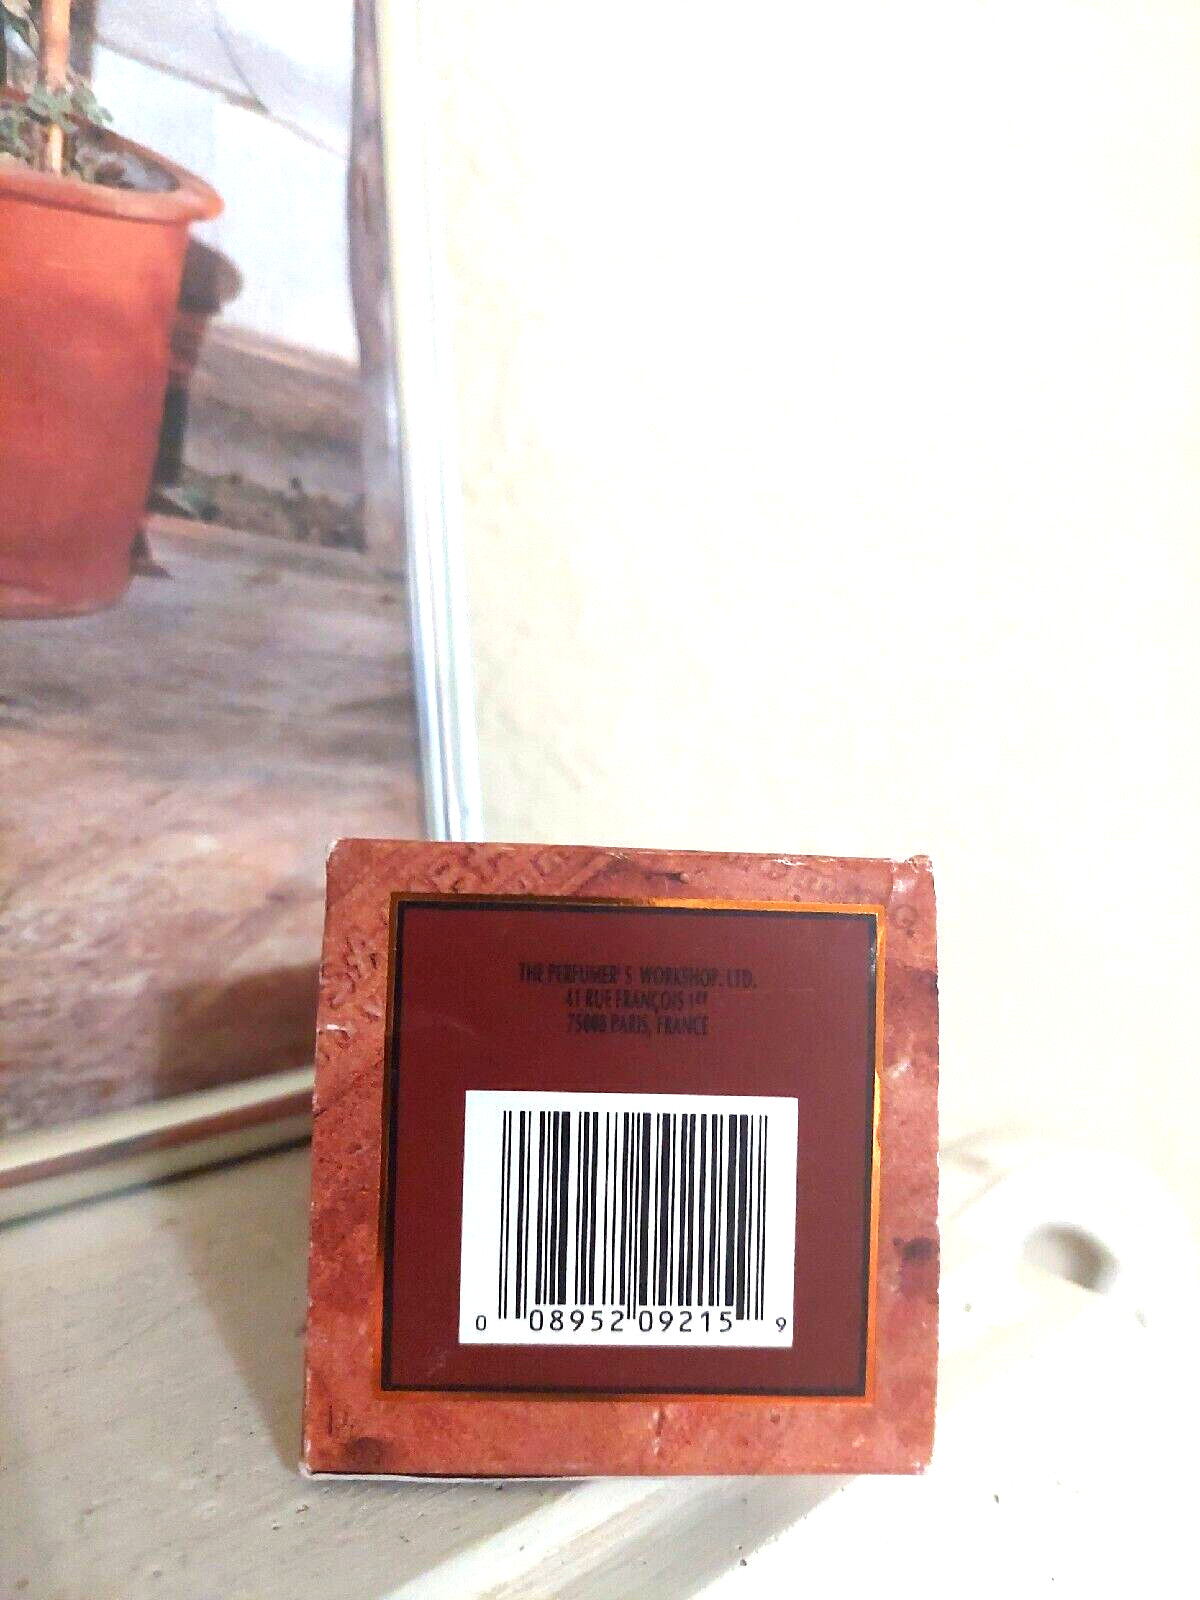 THE PERFUMER'S WORKSHOP, LTD.
41 RUE FRANÇOIS 1ER
75008 PARIS, FRANCE
0 08952 09215 9